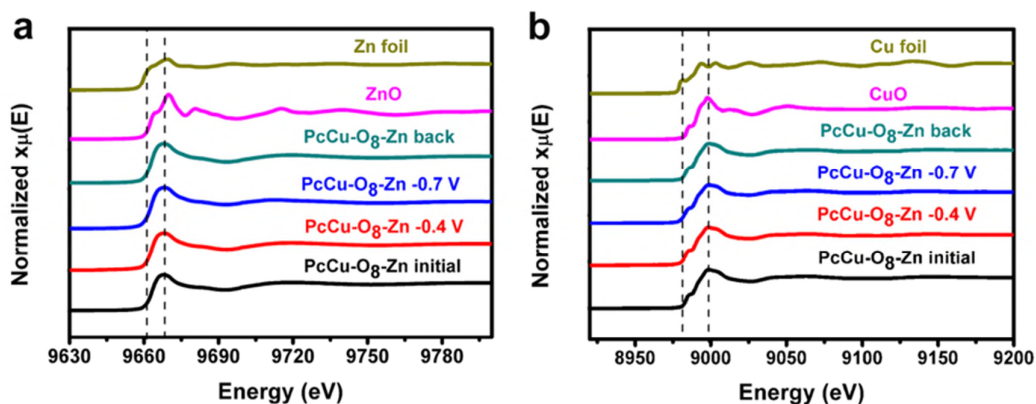 a
Normalized xμ(E)
Zn foil
ZnO
PcCu-O₈-Zn back
PcCu-O₈-Zn -0.7 V
PcCu-O₈-Zn -0.4 V
PcCu-O₈-Zn initial
9630 9660 9690 9720 9750 9780
Energy (eV)
b
Normalized xμ(E)
Cu foil
CuO
PcCu-O₈-Zn back
PcCu-O₈-Zn -0.7 V
PcCu-O₈-Zn -0.4 V
PcCu-O₈-Zn initial
8950 9000 9050 9100 9150 9200
Energy (eV)